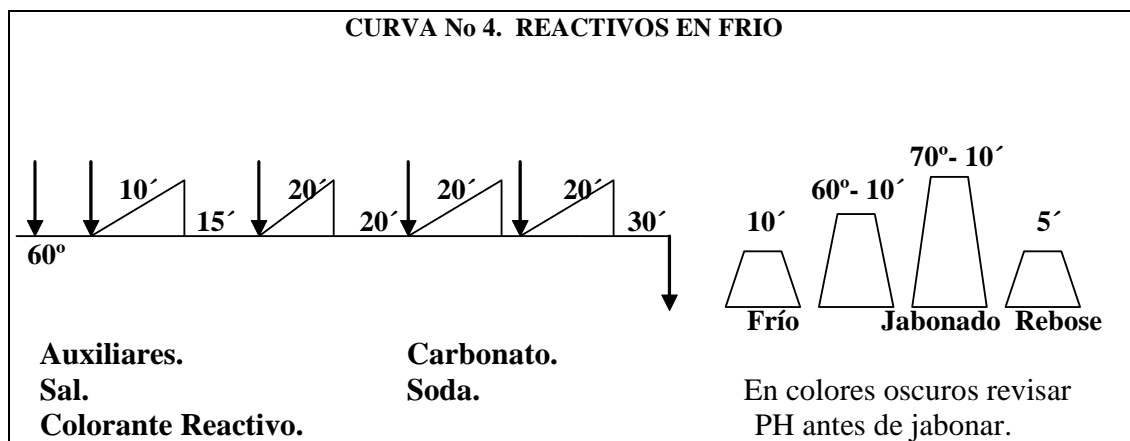 CURVA No 4. REACTIVOS EN FRIO
70º- 10´
10´ 20´ 20´ 20´ 60º- 10´
15´ 20´ 30´ 10´ 5´
60º
Frío Jabonado Rebose
Auxiliares. Carbonato.
Sal. Soda. En colores oscuros revisar
Colorante Reactivo. PH antes de jabonar.